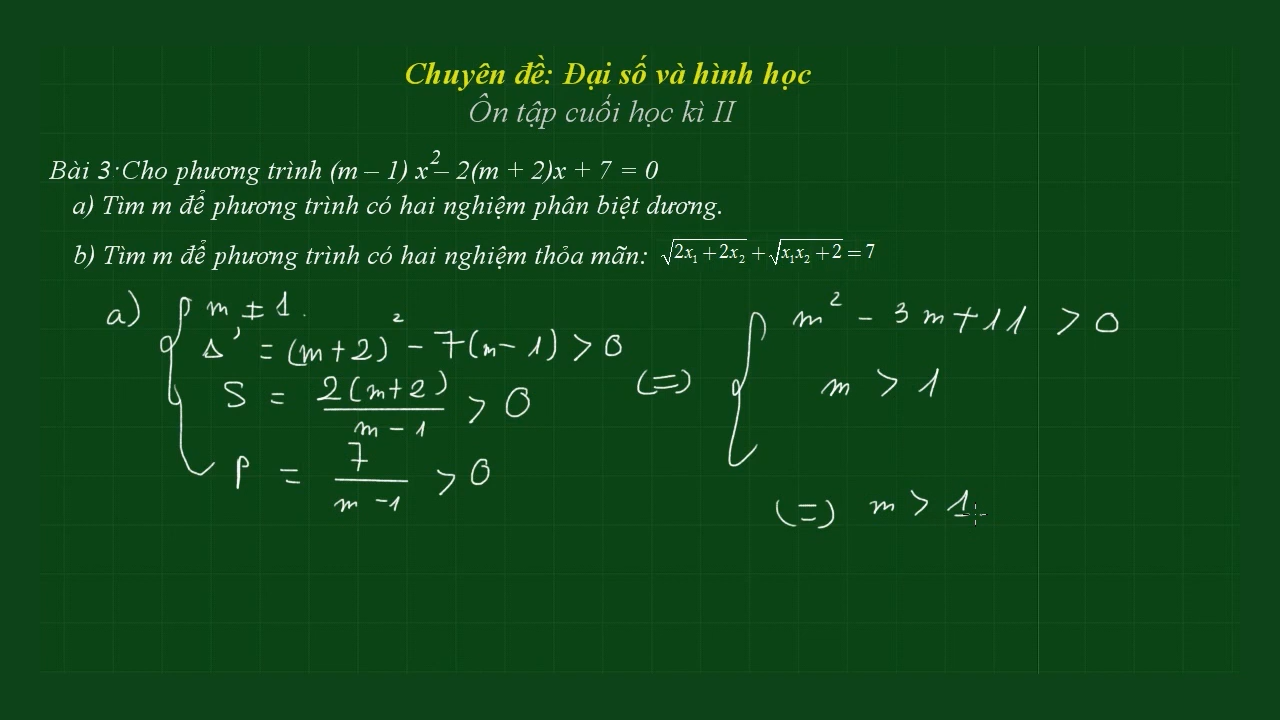 Chuyên đề: Đại số và hình học
Ôn tập cuối học kì II
Bài 3: Cho phương trình (m – 1) x² – 2(m + 2)x + 7 = 0
a) Tìm m để phương trình có hai nghiệm phân biệt dương.
b) Tìm m để phương trình có hai nghiệm thỏa mãn: √(2x₁ + 2x₂) + √(x₁x₂ + 2) = 7
a) { m ≠ 1.
Δ' = (m+2)² - 7(m-1) > 0
S = 2(m+2)/(m-1) > 0
P = 7/(m-1) > 0
(=) { m² - 3m + 11 > 0
m > 1
(=) m > 1